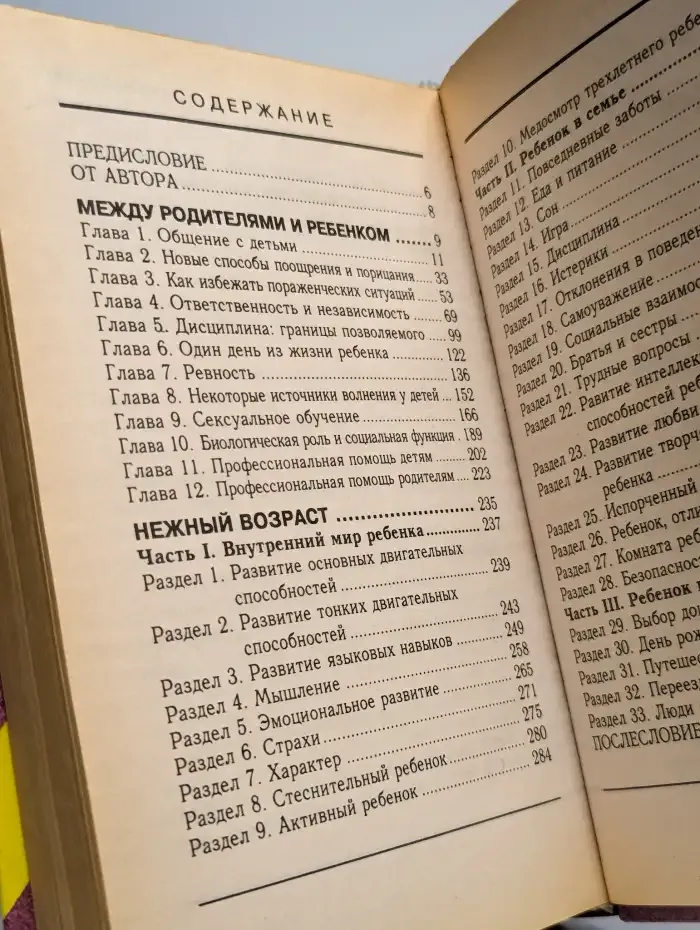 СОДЕРЖАНИЕ
ПРЕДИСЛОВИЕ ... 6
ОТ АВТОРА ... 8
МЕЖДУ РОДИТЕЛЯМИ И РЕБЕНКОМ ... 9
Глава 1. Общение с детьми ... 11
Глава 2. Новые способы поощрения и порицания ... 33
Глава 3. Как избежать пораженческих ситуаций ... 53
Глава 4. Ответственность и независимость ... 69
Глава 5. Дисциплина: границы позволяемого ... 99
Глава 6. Один день из жизни ребенка ... 122
Глава 7. Ревность ... 136
Глава 8. Некоторые источники волнения у детей ... 152
Глава 9. Сексуальное обучение ... 166
Глава 10. Биологическая роль и социальная функция . 189
Глава 11. Профессиональная помощь детям ... 202
Глава 12. Профессиональная помощь родителям ... 223
НЕЖНЫЙ ВОЗРАСТ ... 235
Часть I. Внутренний мир ребенка ... 237
Раздел 1. Развитие основных двигательных
способностей ... 239
Раздел 2. Развитие тонких двигательных
способностей ... 243
Раздел 3. Развитие языковых навыков ... 249
Раздел 4. Мышление ... 258
Раздел 5. Эмоциональное развитие ... 265
Раздел 6. Страхи ... 271
Раздел 7. Характер ... 275
Раздел 8. Стеснительный ребенок ... 280
Раздел 9. Активный ребенок ... 284
Раздел 10. Медосмотр трехлетнего ребе
Часть II. Ребенок в семье ...
Раздел 11. Повседневные заботы
Раздел 12. Еда и питание ...
Раздел 13. Сон ...
Раздел 14. Игра ...
Раздел 15. Дисциплина ...
Раздел 16. Истерики ...
Раздел 17. Отклонения в поведен
Раздел 18. Самоуважение ...
Раздел 19. Социальные взаимоо
Раздел 20. Братья и сестры ...
Раздел 21. Трудные вопросы ...
Раздел 22. Равитие интеллек
способностей реб
Раздел 23. Развитие любви
Раздел 24. Развитие творч
ребенка ...
Раздел 25. Испорченный
Раздел 26. Ребенок, отли
Раздел 27. Комната реб
Раздел 28. Безопасност
Часть III. Ребенок
Раздел 29. Выбор до
Раздел 30. День рож
Раздел 31. Путешес
Раздел 32. Переез
Раздел 33. Люди
ПОСЛЕСЛОВИЕ